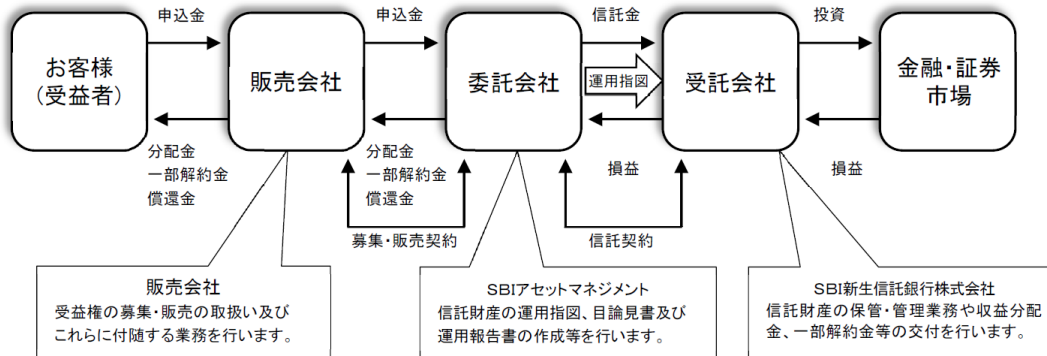 申込金
申込金
信託金
投資
お客様
(受益者)
販売会社
委託会社
運用指図
受託会社
金融・証券
市場
分配金
一部解約金
償還金
分配金
一部解約金
償還金
損益
損益
募集・販売契約
信託契約
販売会社
受益権の募集・販売の取扱い及び
これらに付随する業務を行います。
SBIアセットマネジメント
信託財産の運用指図、目論見書及び
運用報告書の作成等を行います。
SBI新生信託銀行株式会社
信託財産の保管・管理業務や収益分配
金、一部解約金等の交付を行います。